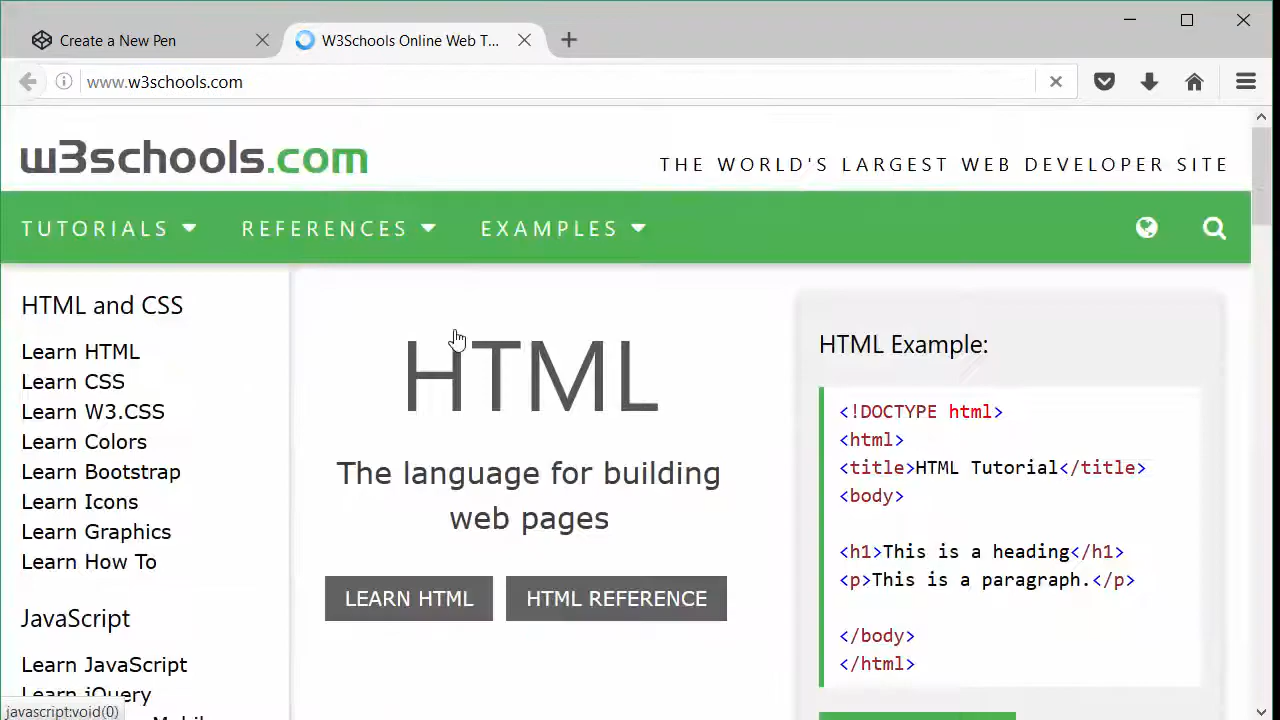 Create a New Pen
W3Schools Online Web T...
www.w3schools.com
w3schools.com
THE WORLD'S LARGEST WEB DEVELOPER SITE
TUTORIALS
REFERENCES
EXAMPLES
HTML and CSS
Learn HTML
Learn CSS
Learn W3.CSS
Learn Colors
Learn Bootstrap
Learn Icons
Learn Graphics
Learn How To
JavaScript
Learn JavaScript
Learn jQuery
javascript:void(0)
HTML
The language for building
web pages
LEARN HTML
HTML REFERENCE
HTML Example:
<!DOCTYPE html>
<html>
<title>HTML Tutorial</title>
<body>
<h1>This is a heading</h1>
<p>This is a paragraph.</p>
</body>
</html>